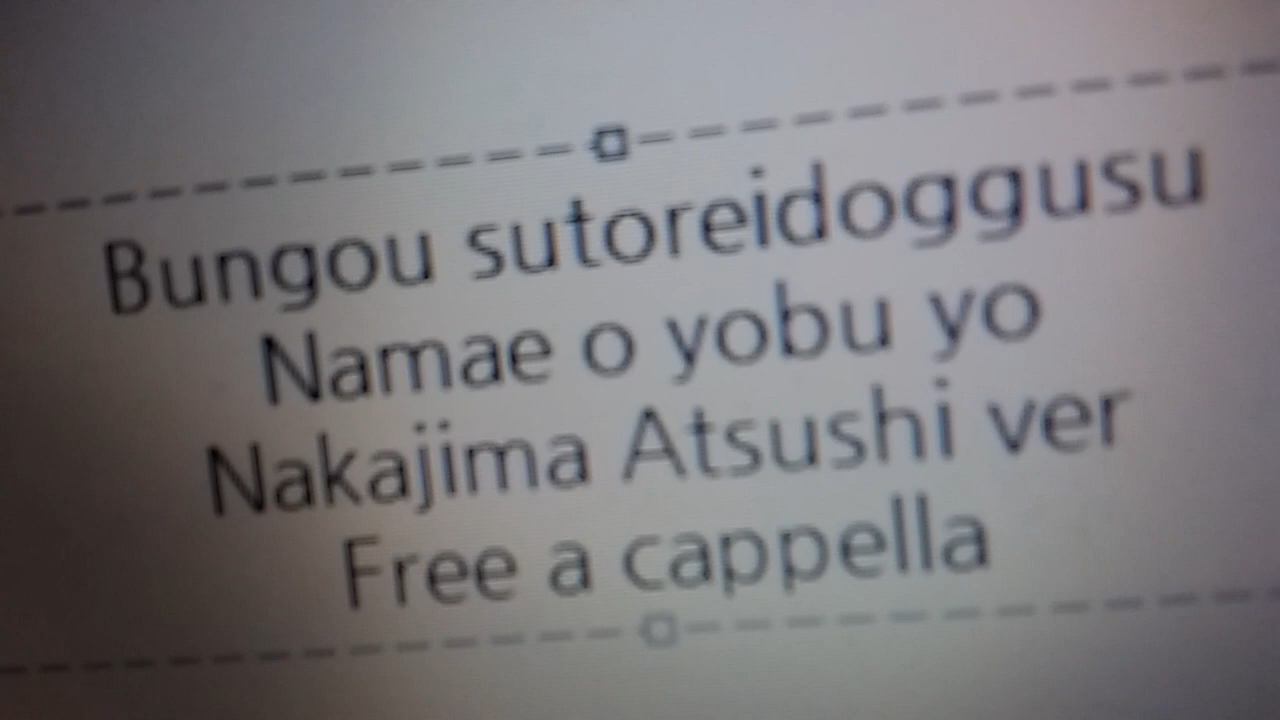 Bungou sutoreidoggusu
Namae o yobu yo
Nakajima Atsushi ver
Free a cappella